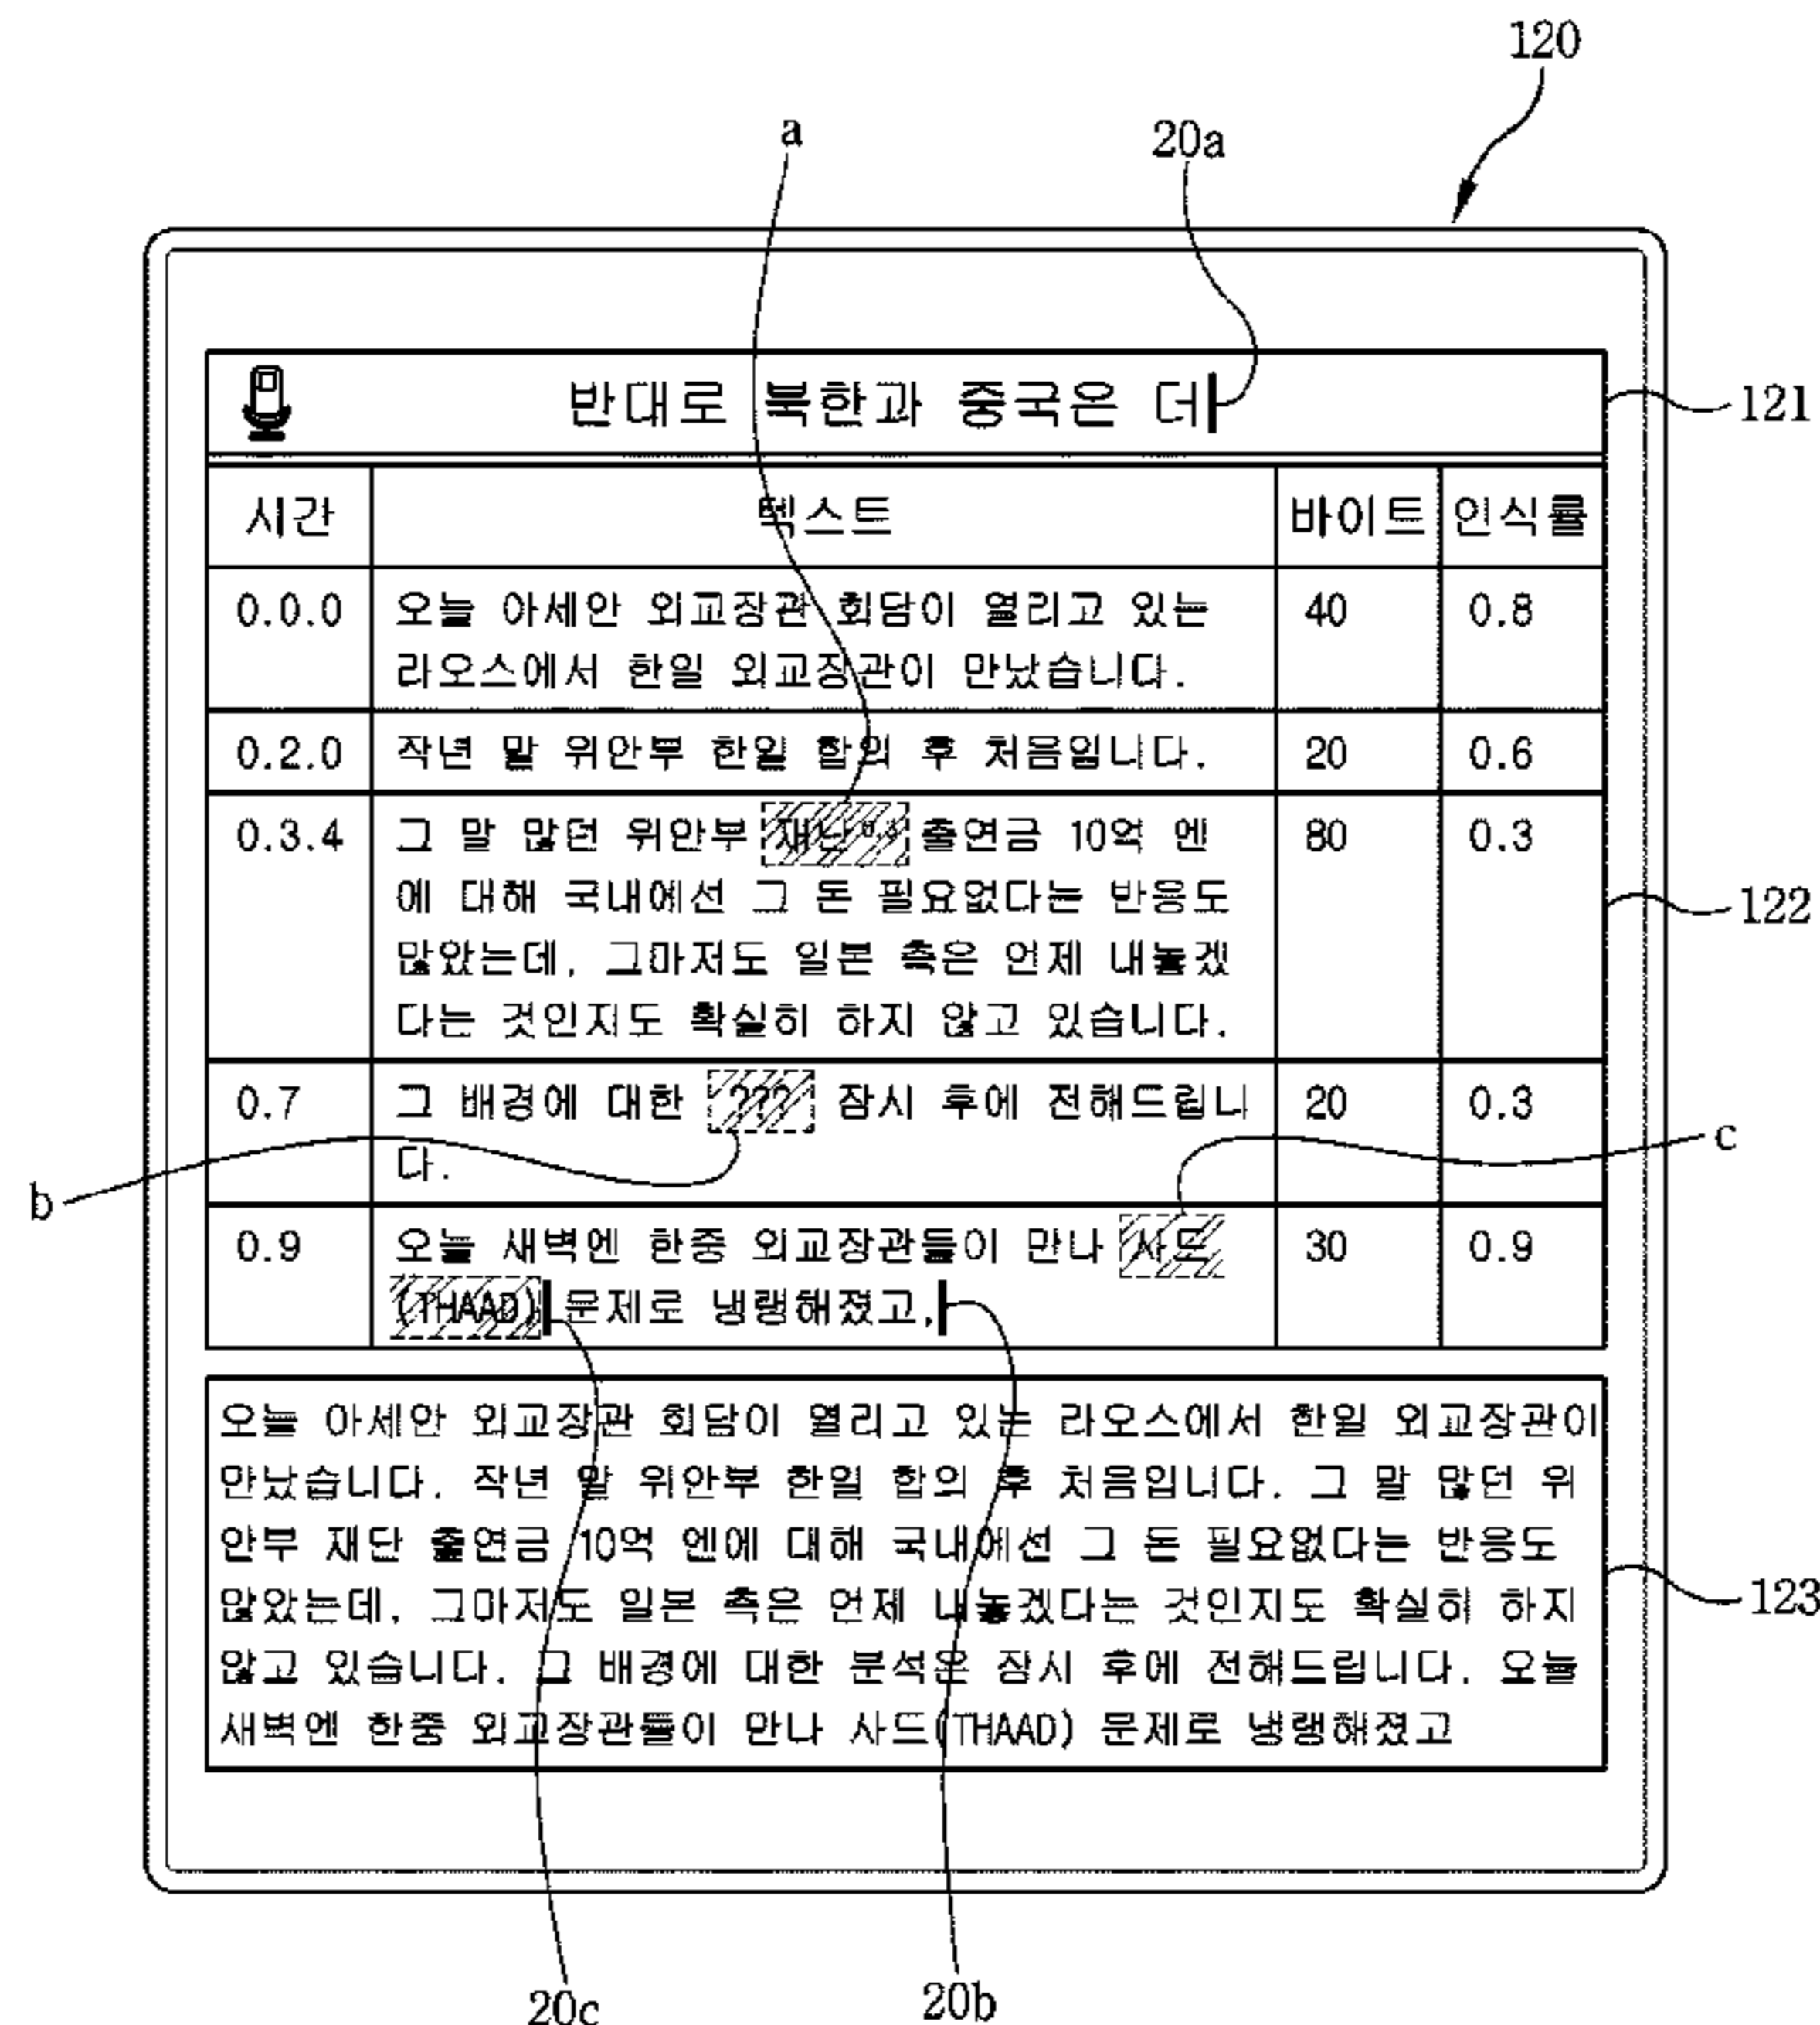 120
a
20a
반대로 북한과 중국은 더
121
시간 텍스트 바이트 인식률
0.0.0 오늘 아세안 외교장관 회담이 열리고 있는 40 0.8
라오스에서 한일 외교장관이 만났습니다.
0.2.0 작년 말 위안부 한일 합의 후 처음입니다. 20 0.6
0.3.4 그 말 많던 위안부 출연금 10억 엔 80 0.3
에 대해 국내에선 그 돈 필요없다는 반응도
122
많았는데, 그마저도 일본 측은 언제 내놓겠
다는 것인지도 확실히 하지 않고 있습니다.
0.7 그 배경에 대한 ??? 잠시 후에 전해드립니 20 0.3
다.
c
b
0.9 오늘 새벽엔 한중 외교장관들이 만나 사드 30 0.9
(THAAD) 문제로 냉랭해졌고,
오늘 아세안 외교장관 회담이 열리고 있는 라오스에서 한일 외교장관이
만났습니다. 작년 말 위안부 한일 합의 후 처음입니다. 그 말 많던 위
안부 재단 출연금 10억 엔에 대해 국내에선 그 돈 필요없다는 반응도
많았는데, 그마저도 일본 측은 언제 내놓겠다는 것인지도 확실히 하지
123
않고 있습니다. 그 배경에 대한 분석은 잠시 후에 전해드립니다. 오늘
새벽엔 한중 외교장관들이 만나 사드(THAAD) 문제로 냉랭해졌고
20c
20b